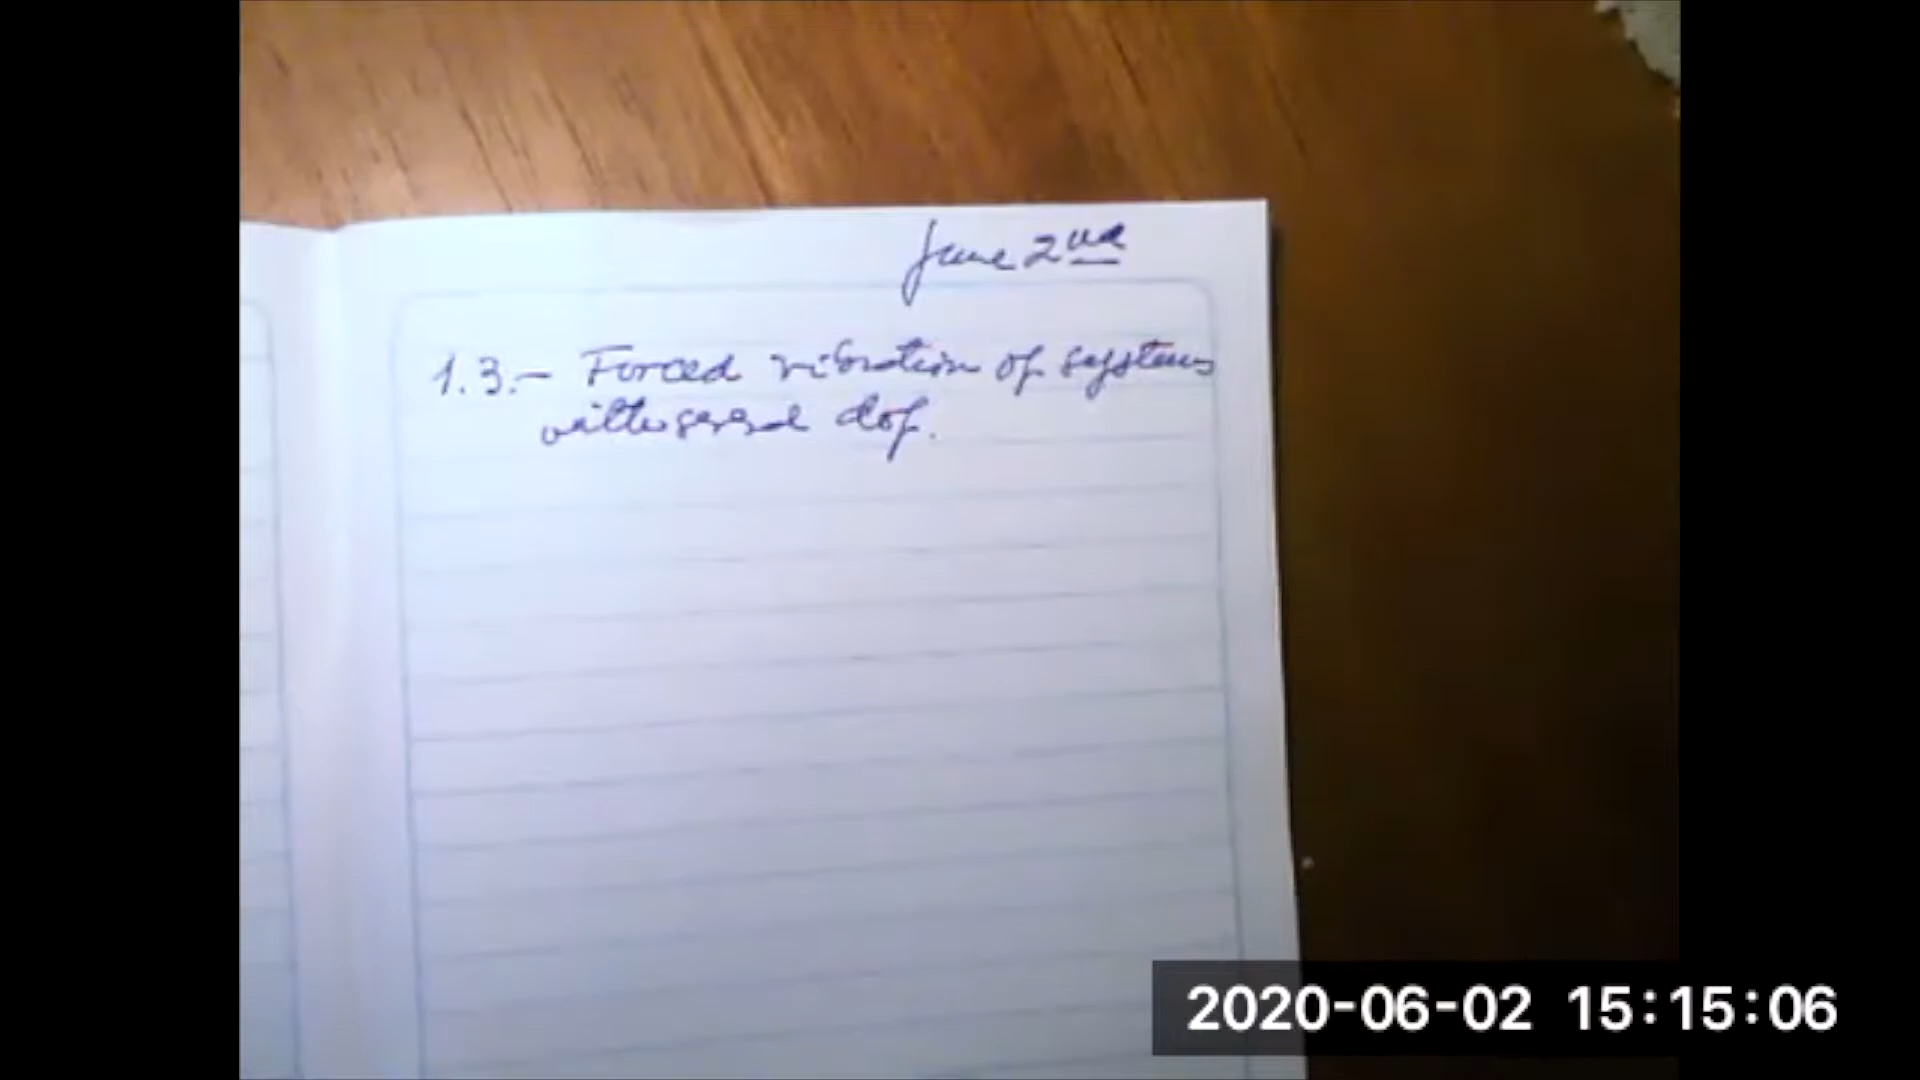 June 2nd
1.3.- Forced vibration of systems
with several dof.
2020-06-02 15:15:06